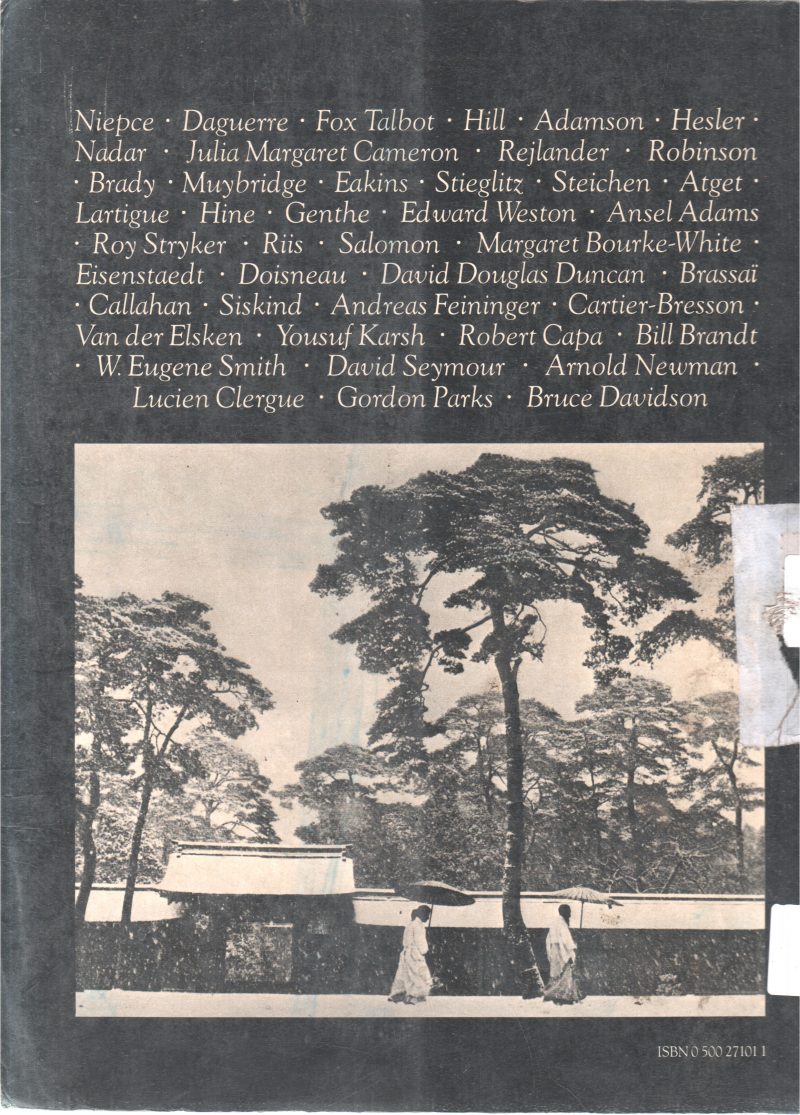 Niepce · Daguerre · Fox Talbot · Hill · Adamson · Hesler ·
Nadar · Julia Margaret Cameron · Rejlander · Robinson
· Brady · Muybridge · Eakins · Stieglitz · Steichen · Atget ·
Lartigue · Hine · Genthe · Edward Weston · Ansel Adams
· Roy Stryker · Riis · Salomon · Margaret Bourke-White ·
Eisenstaedt · Doisneau · David Douglas Duncan · Brassaï
· Callahan · Siskind · Andreas Feininger · Cartier-Bresson ·
Van der Elsken · Yousuf Karsh · Robert Capa · Bill Brandt
· W. Eugene Smith · David Seymour · Arnold Newman ·
Lucien Clergue · Gordon Parks · Bruce Davidson
ISBN 0 500 27101 1